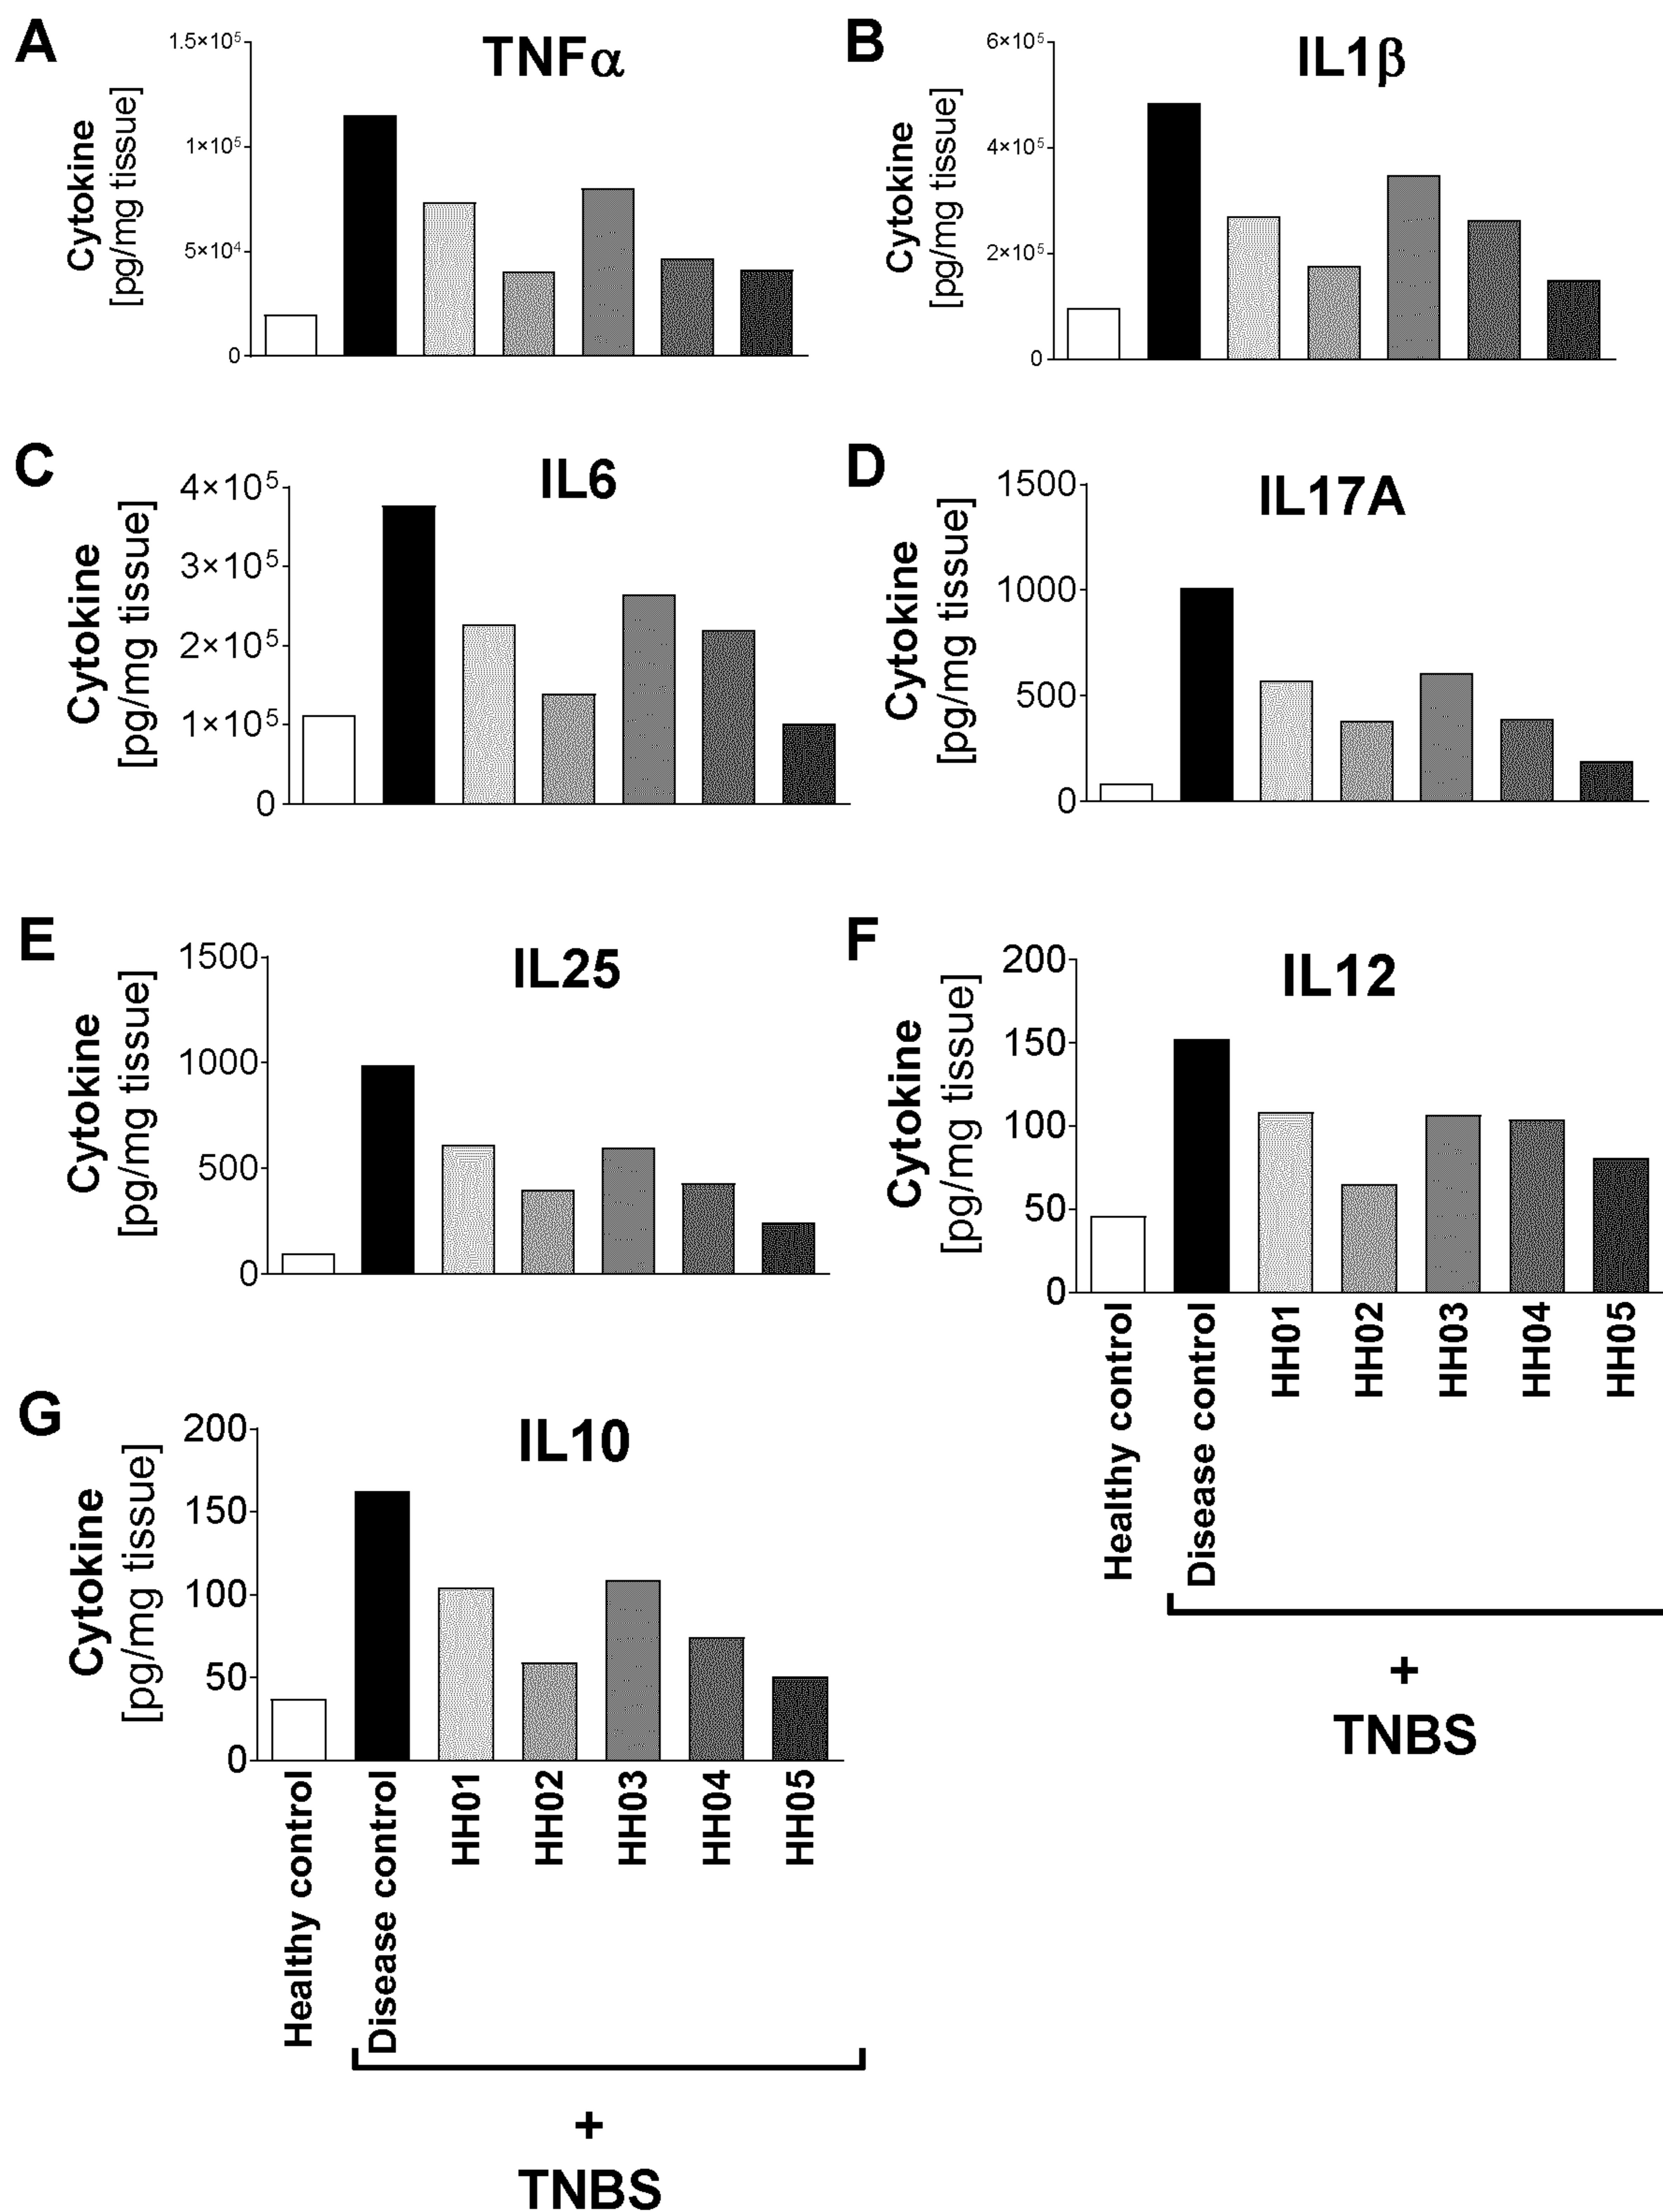 A
TNFα
Cytokine
[pg/mg tissue]
1.5×10⁵
1×10⁵
5×10⁴
0
B
IL1β
Cytokine
[pg/mg tissue]
6×10⁵
4×10⁵
2×10⁵
0
C
IL6
Cytokine
[pg/mg tissue]
4×10⁵
3×10⁵
2×10⁵
1×10⁵
0
D
IL17A
Cytokine
[pg/mg tissue]
1500
1000
500
0
E
IL25
Cytokine
[pg/mg tissue]
1500
1000
500
0
F
IL12
Cytokine
[pg/mg tissue]
200
150
100
50
0
Healthy control
Disease control
HH01
HH02
HH03
HH04
HH05
+
TNBS
G
IL10
Cytokine
[pg/mg tissue]
200
150
100
50
0
Healthy control
Disease control
HH01
HH02
HH03
HH04
HH05
+
TNBS